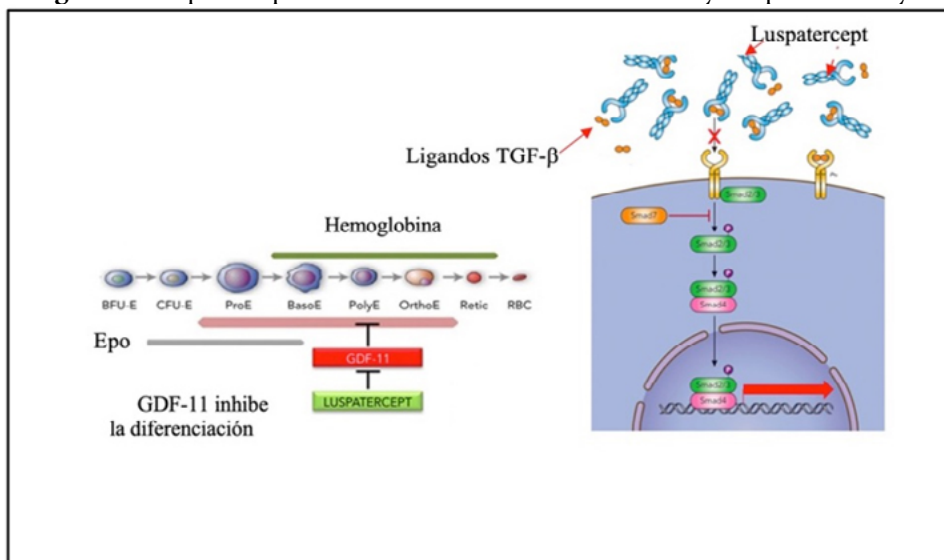 Luspatercept
Ligandos TGF-β
Hemoglobina
BFU-E CFU-E ProE BasoE PolyE OrthoE Retic RBC
Epo
GDF-11
LUSPATERCEPT
GDF-11 inhibe
la diferenciación
Smad2/3
Smad7
P
Smad2/3
P
Smad2/3
Smad4
P
Smad2/3
Smad4